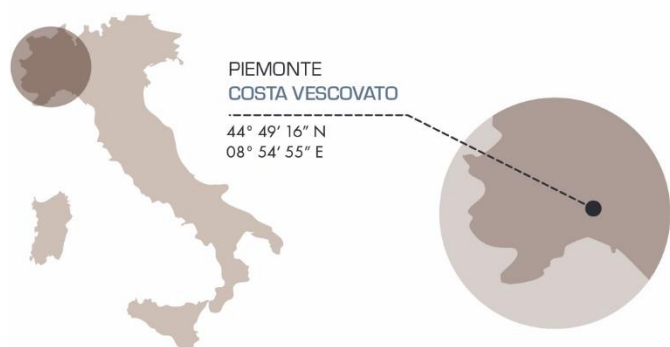 PIEMONTE
COSTA VESCOVATO
44° 49’ 16” N
08° 54’ 55” E